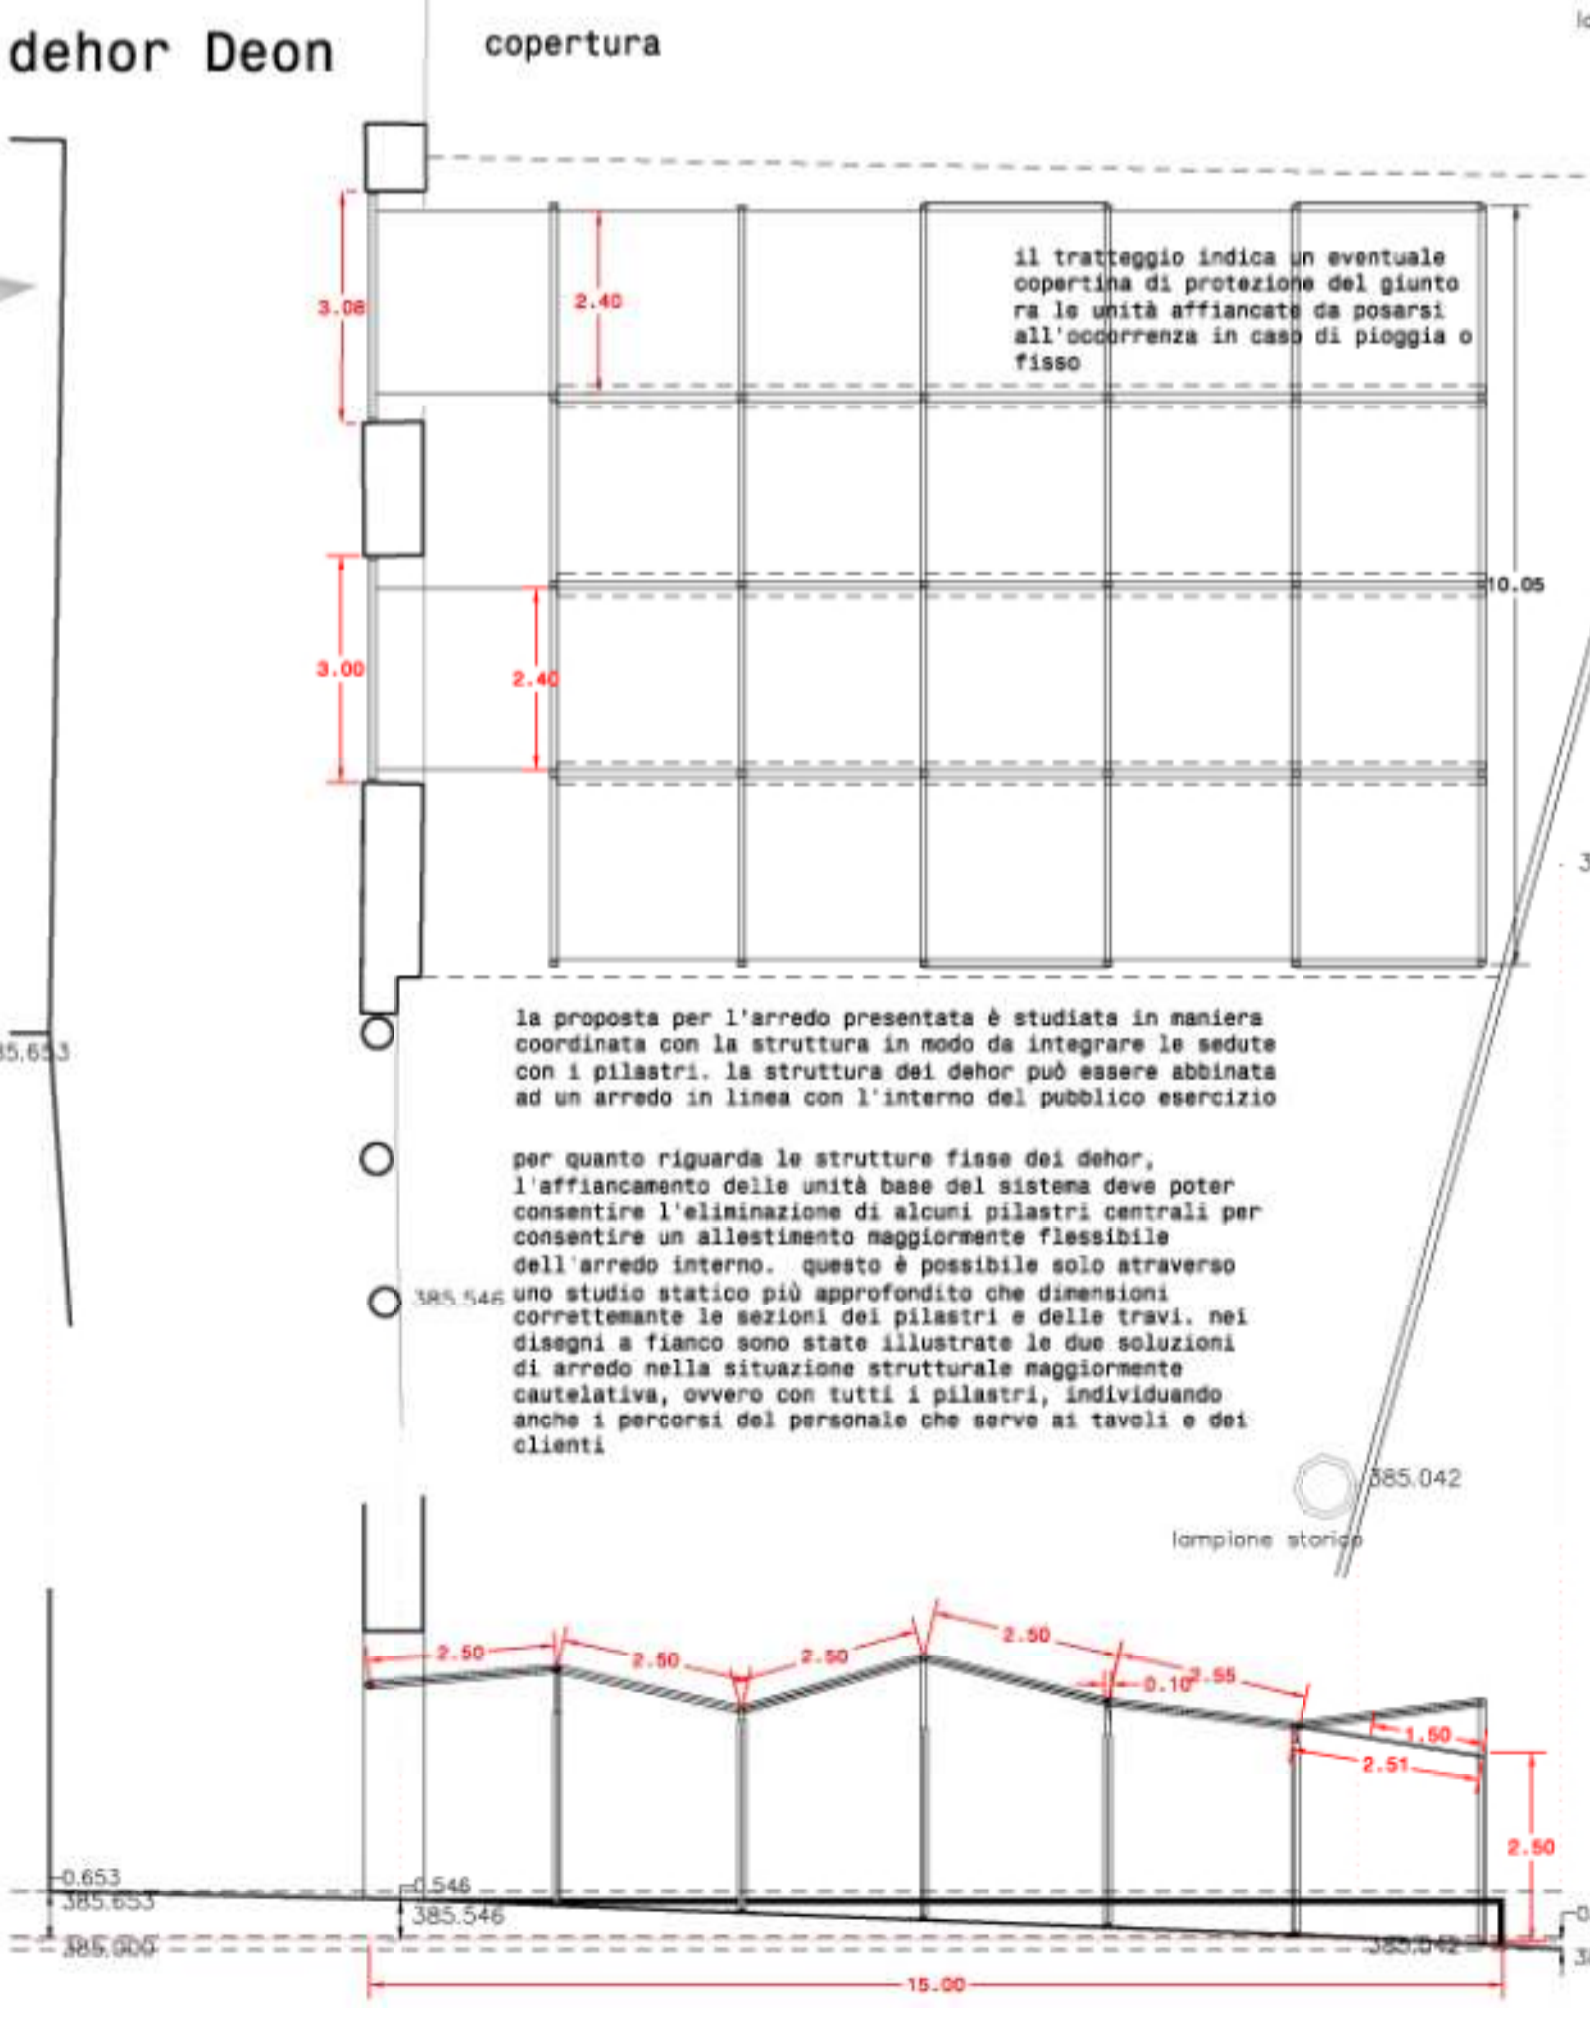 dehor Deon
copertura
3.08
2.40
il tratteggio indica un eventuale
copertina di protezione del giunto
ra le unità affiancate da posarsi
all'occorrenza in caso di pioggia o
fisso
10.05
3.00
2.40
la proposta per l'arredo presentata è studiata in maniera
coordinata con la struttura in modo da integrare le sedute
con i pilastri. la struttura dei dehor può essere abbinata
ad un arredo in linea con l'interno del pubblico esercizio
per quanto riguarda le strutture fisse dei dehor,
l'affiancamento delle unità base del sistema deve poter
consentire l'eliminazione di alcuni pilastri centrali per
consentire un allestimento maggiormente flessibile
dell'arredo interno. questo è possibile solo atraverso
uno studio statico più approfondito che dimensioni
correttemante le sezioni dei pilastri e delle travi. nei
disegni a fianco sono state illustrate le due soluzioni
di arredo nella situazione strutturale maggiormente
cautelativa, ovvero con tutti i pilastri, individuando
anche i percorsi del personale che serve ai tavoli e dei
clienti
85.653
385.546
385.042
lampione storico
2.50
2.50
2.50
2.50
0.10
2.55
1.50
2.51
2.50
0.653
385.653
385.000
0.546
385.546
385.042
15.00